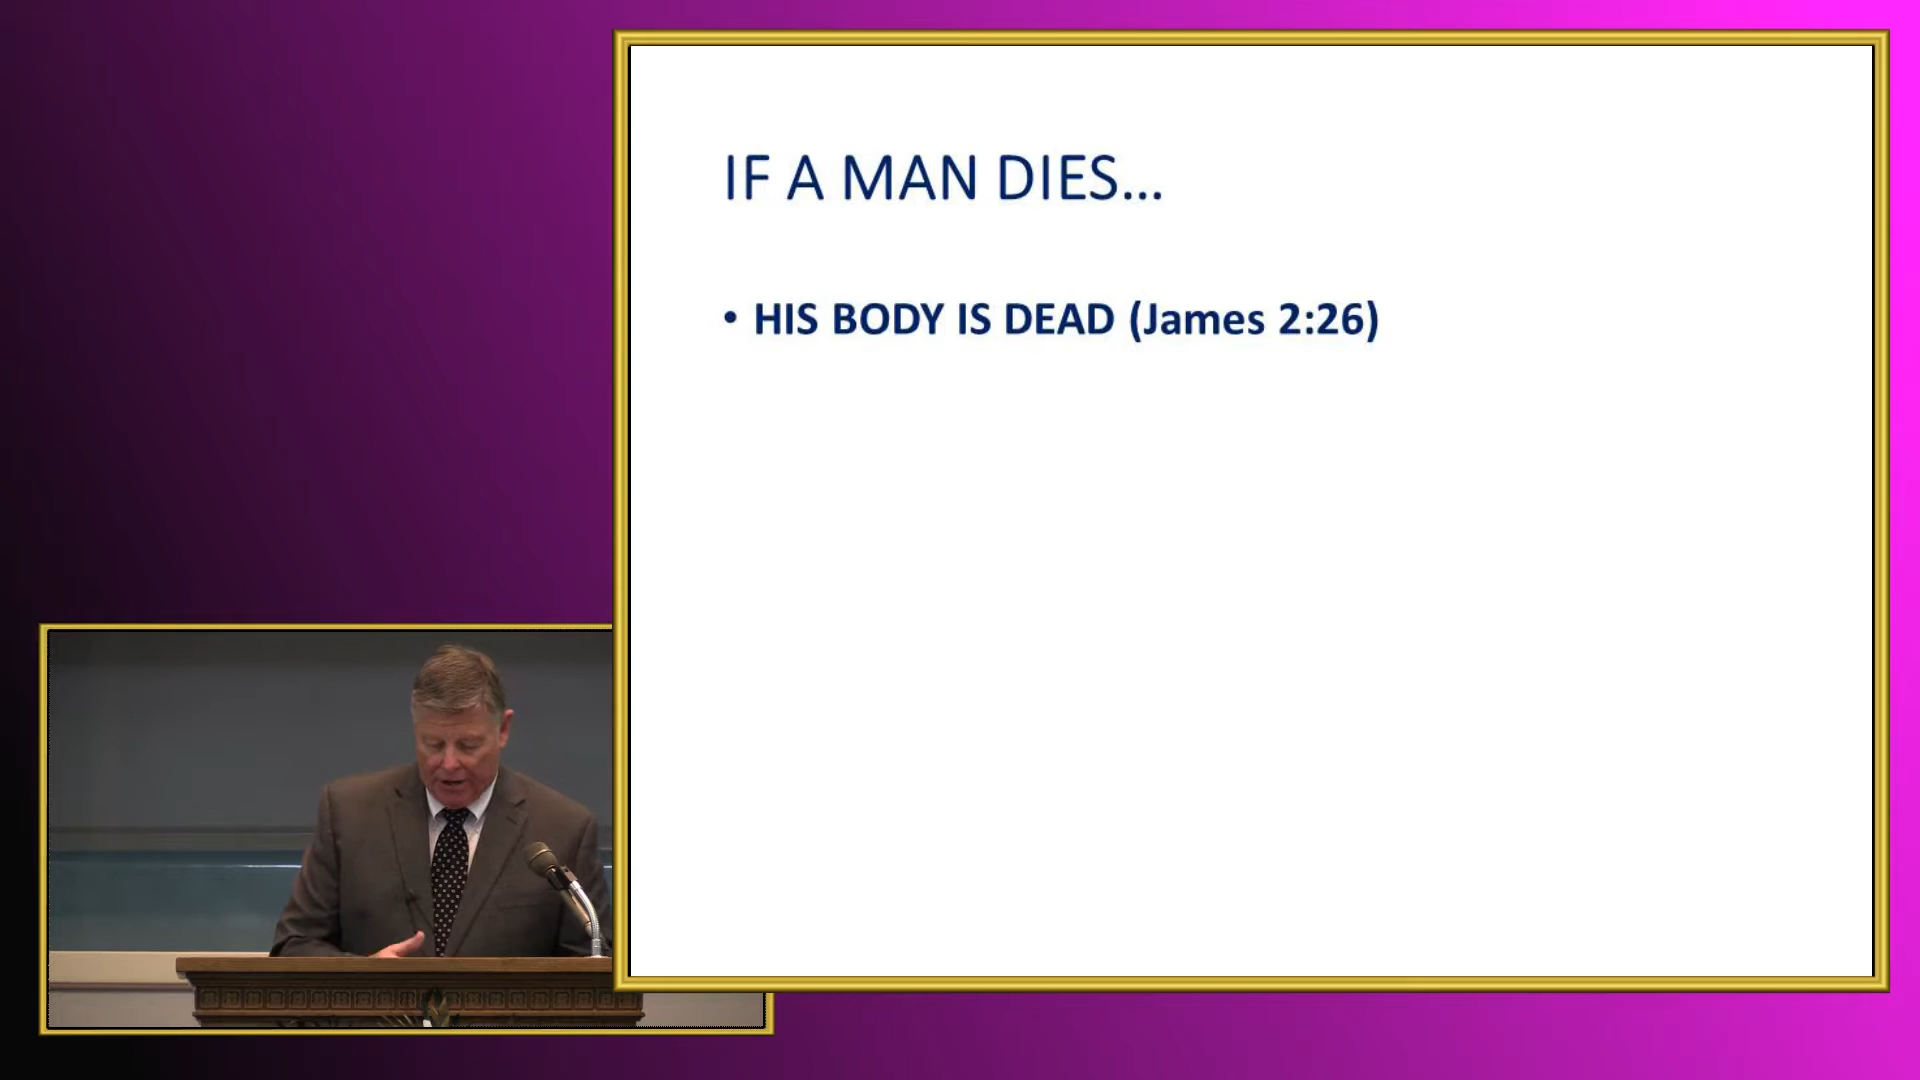 IF A MAN DIES...
• HIS BODY IS DEAD (James 2:26)